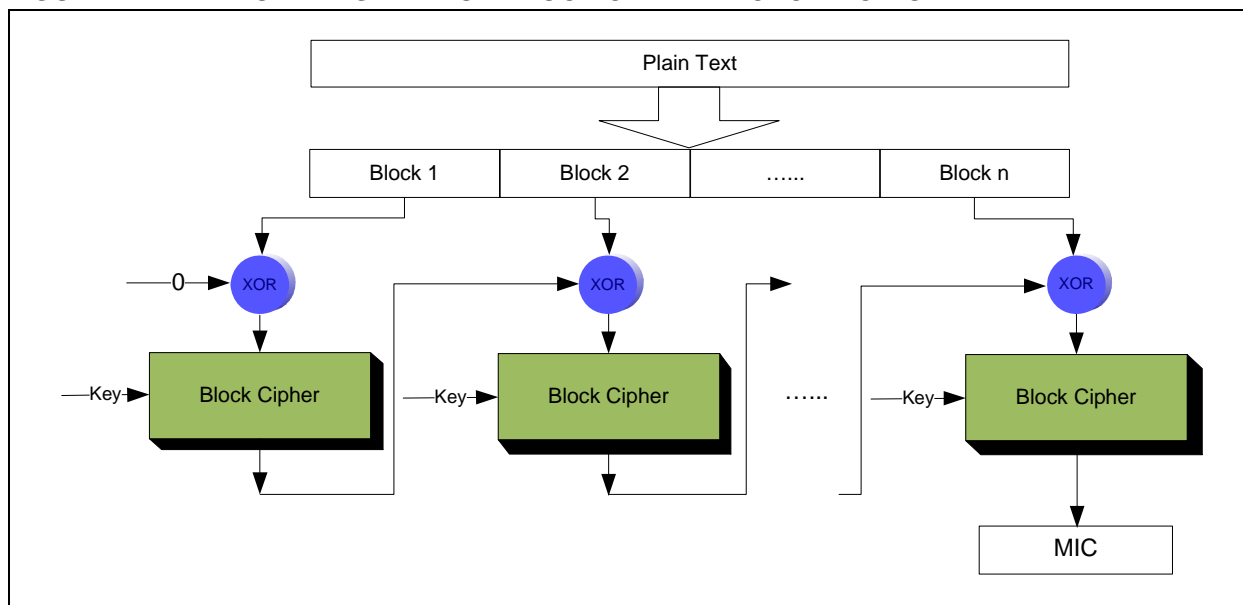 Plain Text
Block 1 Block 2 …... Block n
0 XOR XOR XOR
Key Block Cipher Key Block Cipher …... Key Block Cipher
MIC